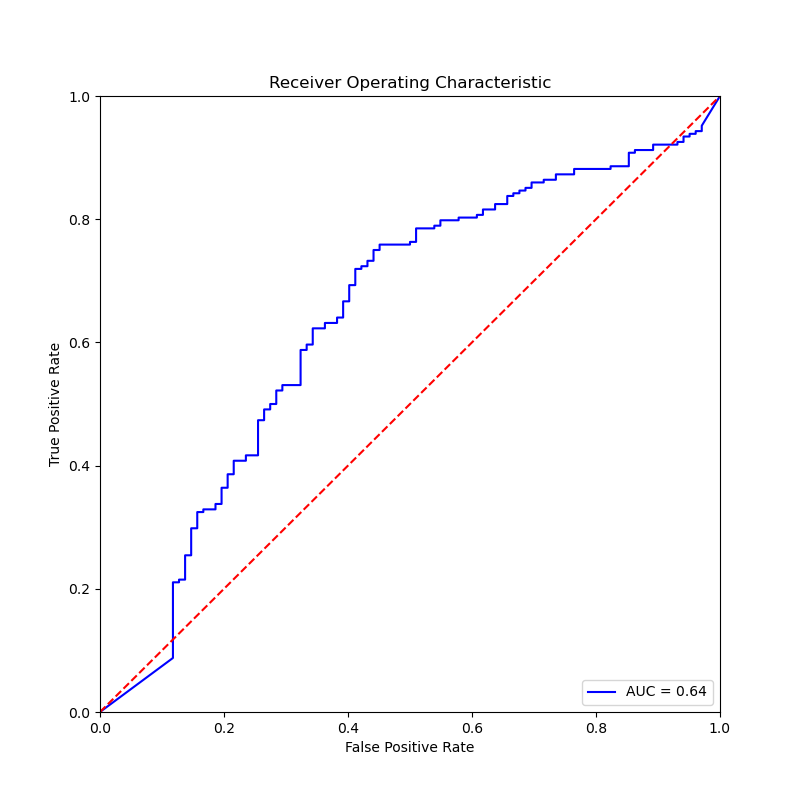 Receiver Operating Characteristic
True Positive Rate
1.0
0.8
0.6
0.4
0.2
0.0
AUC = 0.64
0.0 0.2 0.4 0.6 0.8 1.0
False Positive Rate